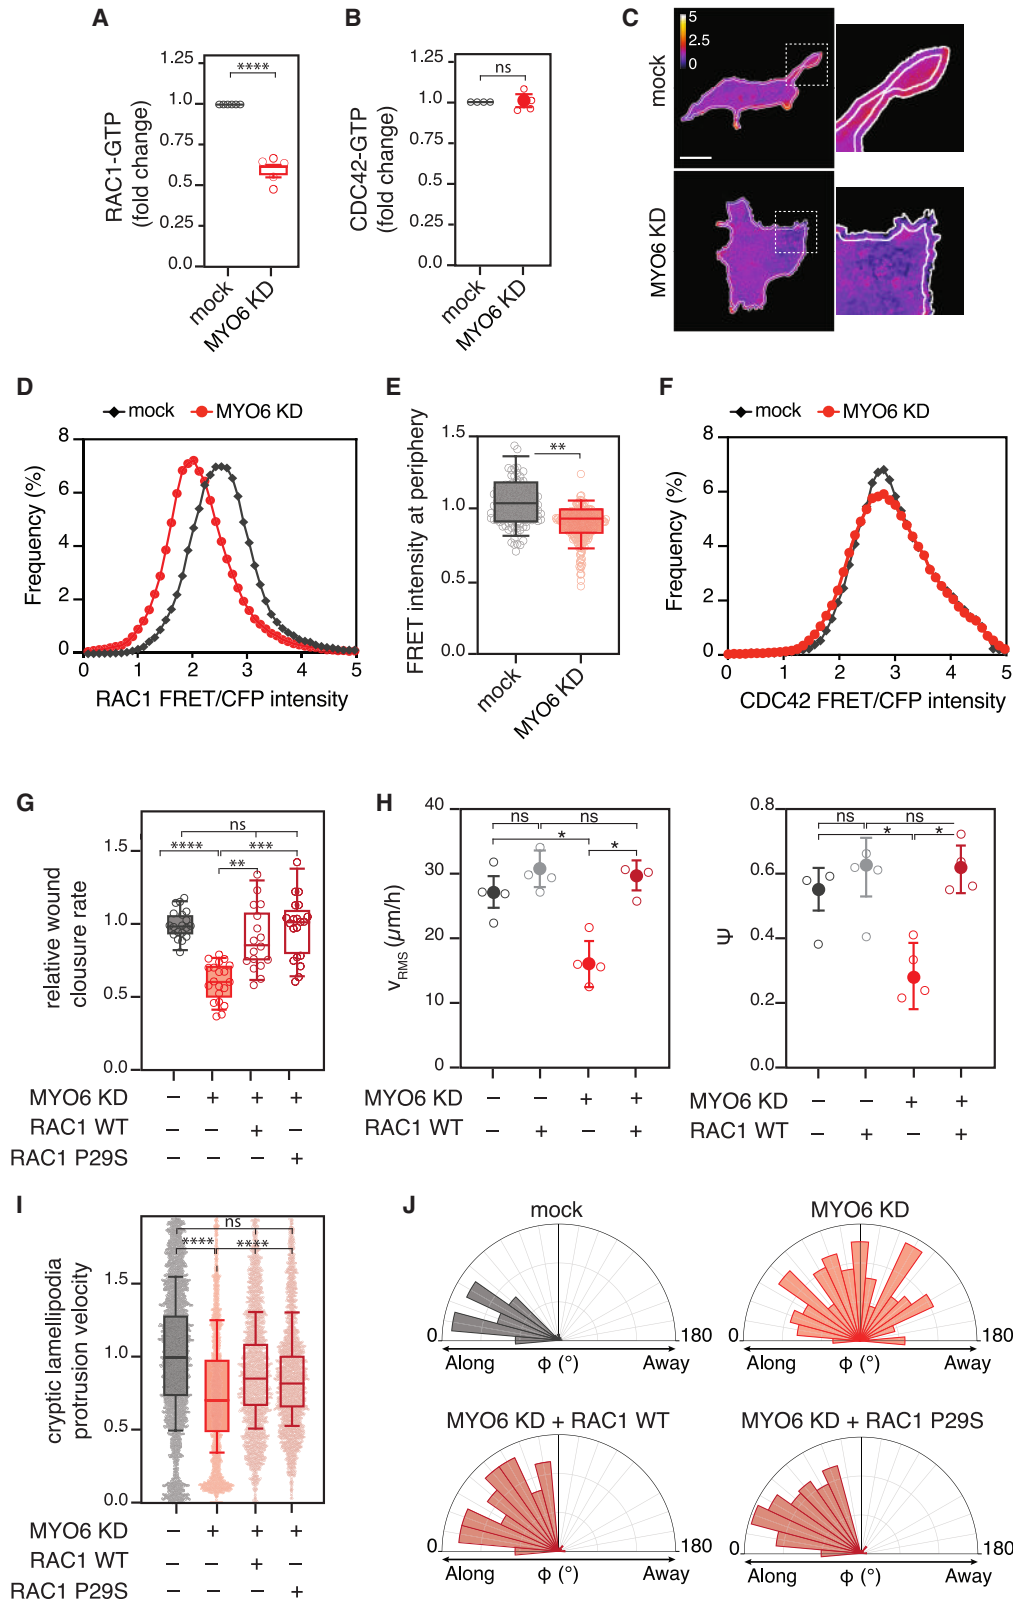 A
RAC1-GTP
(fold change)
1.25
1.0
0.75
0.5
0.25
0.0
****
mock
MYO6 KD
B
CDC42-GTP
(fold change)
1.25
1.0
0.75
0.5
0.25
0.0
ns
mock
MYO6 KD
C
mock
5
2.5
0
MYO6 KD
D
mock
MYO6 KD
Frequency (%)
8
6
4
2
0
0 1 2 3 4 5
RAC1 FRET/CFP intensity
E
FRET intensity at periphery
1.5
1.0
0.5
0.0
**
mock
MYO6 KD
F
mock
MYO6 KD
Frequency (%)
8
6
4
2
0
0 1 2 3 4 5
CDC42 FRET/CFP intensity
G
relative wound
clousure rate
1.5
1.0
0.5
0.0
ns
**** ***
**
MYO6 KD − + + +
RAC1 WT − − + −
RAC1 P29S − − − +
H
vRMS (µm/h)
40
30
20
10
0
ns ns
*
*
MYO6 KD − − + +
RAC1 WT − + − +
Ψ
0.8
0.6
0.4
0.2
0.0
ns ns
* *
MYO6 KD − − + +
RAC1 WT − + − +
I
cryptic lamellipodia
protrusion velocity
1.5
1.0
0.5
0.0
ns
**** ****
MYO6 KD − + + +
RAC1 WT − − + −
RAC1 P29S − − − +
J
mock
0 180
Along ϕ (°) Away
MYO6 KD
0 180
Along ϕ (°) Away
MYO6 KD + RAC1 WT
0 180
Along ϕ (°) Away
MYO6 KD + RAC1 P29S
0 180
Along ϕ (°) Away